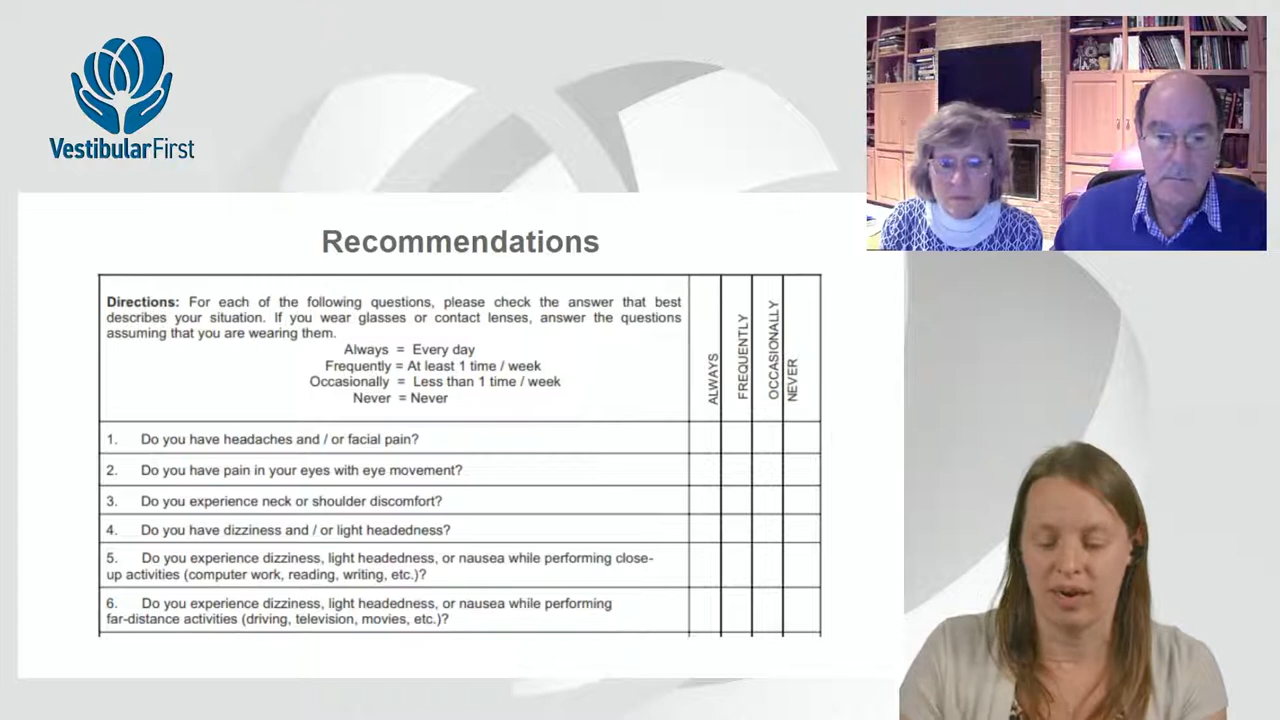 VestibularFirst
Recommendations
Directions: For each of the following questions, please check the answer that best
describes your situation. If you wear glasses or contact lenses, answer the questions
assuming that you are wearing them.
Always = Every day
Frequently = At least 1 time / week
Occasionally = Less than 1 time / week
Never = Never
ALWAYS
FREQUENTLY
OCCASIONALLY
NEVER
1. Do you have headaches and / or facial pain?
2. Do you have pain in your eyes with eye movement?
3. Do you experience neck or shoulder discomfort?
4. Do you have dizziness and / or light headedness?
5. Do you experience dizziness, light headedness, or nausea while performing close-
up activities (computer work, reading, writing, etc.)?
6. Do you experience dizziness, light headedness, or nausea while performing
far-distance activities (driving, television, movies, etc.)?